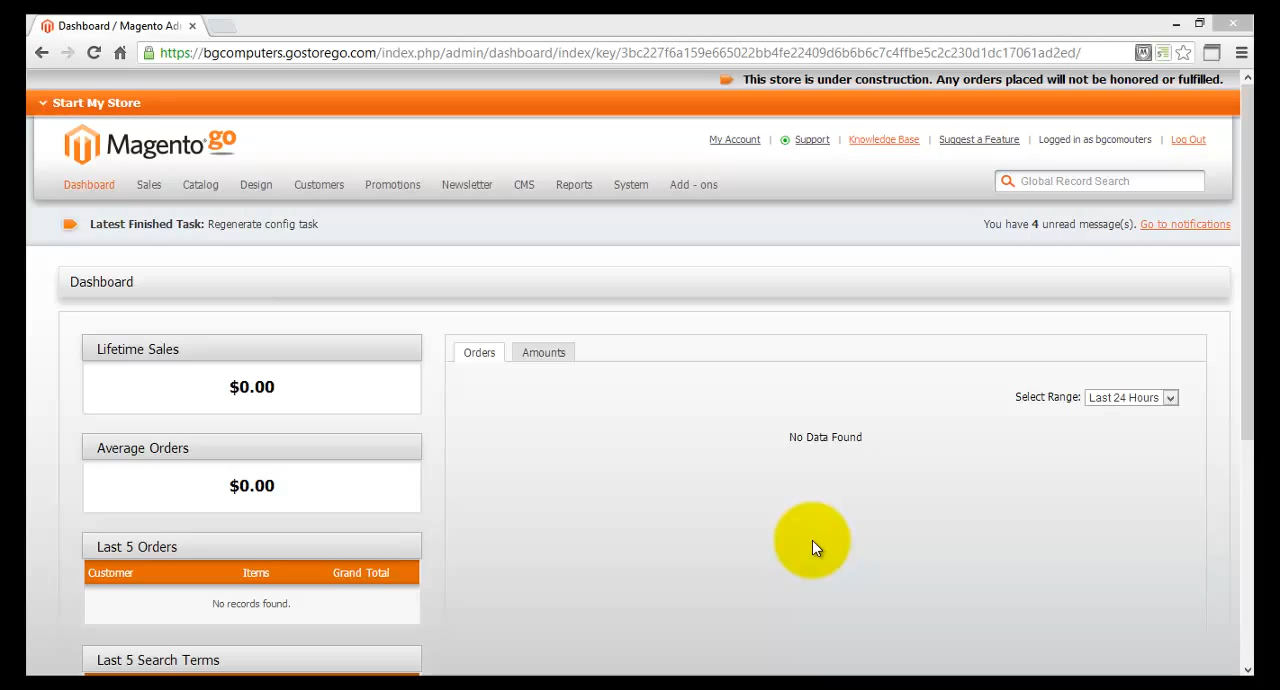 Dashboard / Magento Ad
https://bgcomputers.gostorego.com/index.php/admin/dashboard/index/key/3bc227f6a159e665022bb4fe22409d6b6b6c7c4ffbe5c2c230d1dc17061ad2ed/
This store is under construction. Any orders placed will not be honored or fulfilled.
Start My Store
Magento go
My Account | Support | Knowledge Base | Suggest a Feature | Logged in as bgcomouters | Log Out
Dashboard Sales Catalog Design Customers Promotions Newsletter CMS Reports System Add - ons
Global Record Search
Latest Finished Task: Regenerate config task
You have 4 unread message(s). Go to notifications
Dashboard
Lifetime Sales
$0.00
Average Orders
$0.00
Last 5 Orders
Customer Items Grand Total
No records found.
Last 5 Search Terms
Orders Amounts
Select Range: Last 24 Hours
No Data Found